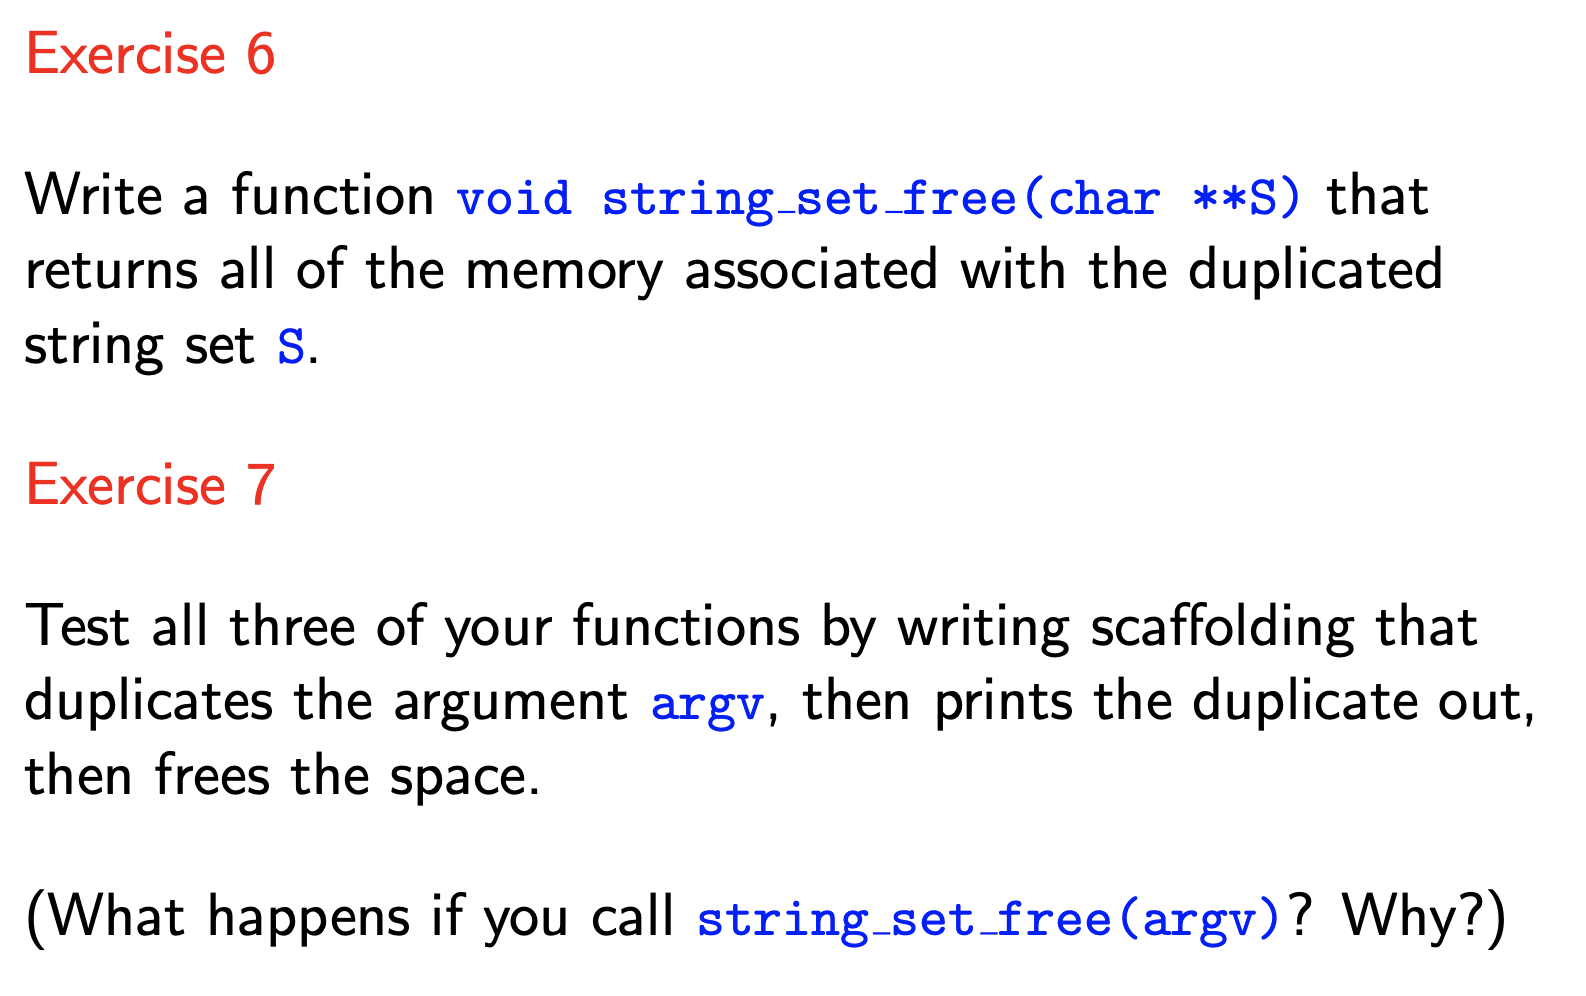 Exercise 6
Write a function void string_set_free(char **S) that
returns all of the memory associated with the duplicated
string set S.
Exercise 7
Test all three of your functions by writing scaffolding that
duplicates the argument argv, then prints the duplicate out,
then frees the space.
(What happens if you call string_set_free(argv)? Why?)